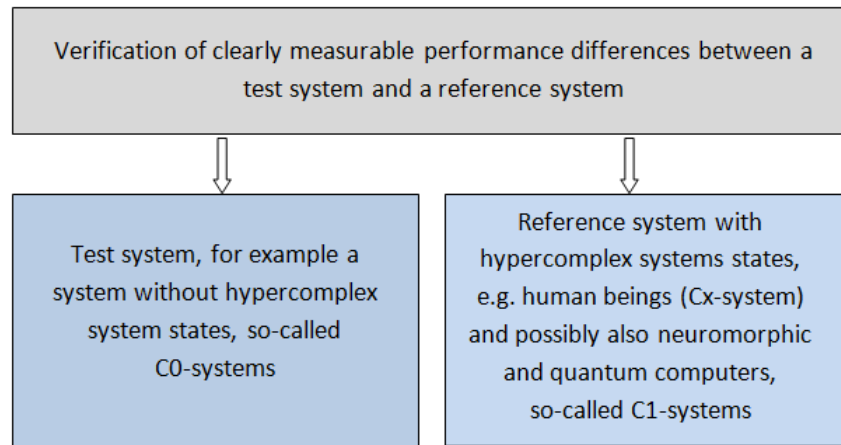 Verification of clearly measurable performance differences between a
test system and a reference system
Test system, for example a
system without hypercomplex
system states, so-called
C0-systems
Reference system with
hypercomplex systems states,
e.g. human beings (Cx-system)
and possibly also neuromorphic
and quantum computers,
so-called C1-systems